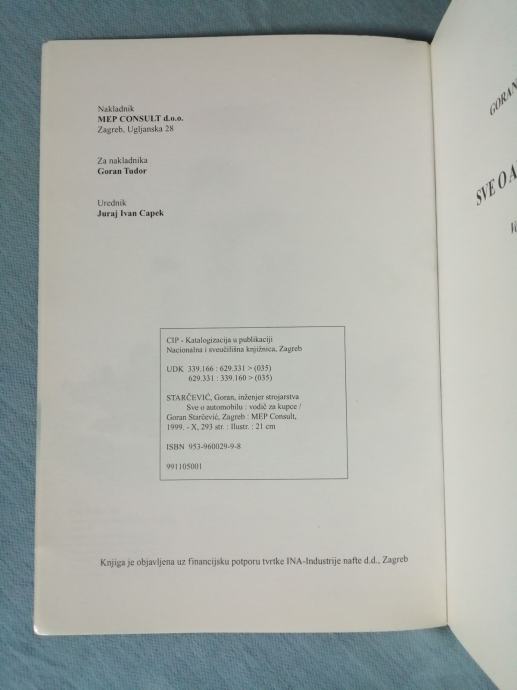 Nakladnik
MEP CONSULT d.o.o.
Zagreb, Ugljanska 28
Za nakladnika
Goran Tudor
Urednik
Juraj Ivan Capek
CIP - Katalogizacija u publikaciji
Nacionalna i sveučilišna knjižnica, Zagreb
UDK 339.166 : 629.331 > (035)
629.331 : 339.160 > (035)
STARČEVIĆ, Goran, inženjer strojarstva
Sve o automobilu : vodič za kupce /
Goran Starčević, Zagreb : MEP Consult,
1999. - X, 293 str. : Ilustr. : 21 cm
ISBN 953-960029-9-8
991105001
Knjiga je objavljena uz financijsku potporu tvrtke INA-Industrije nafte d.d., Zagreb
GORAN
SVE O A